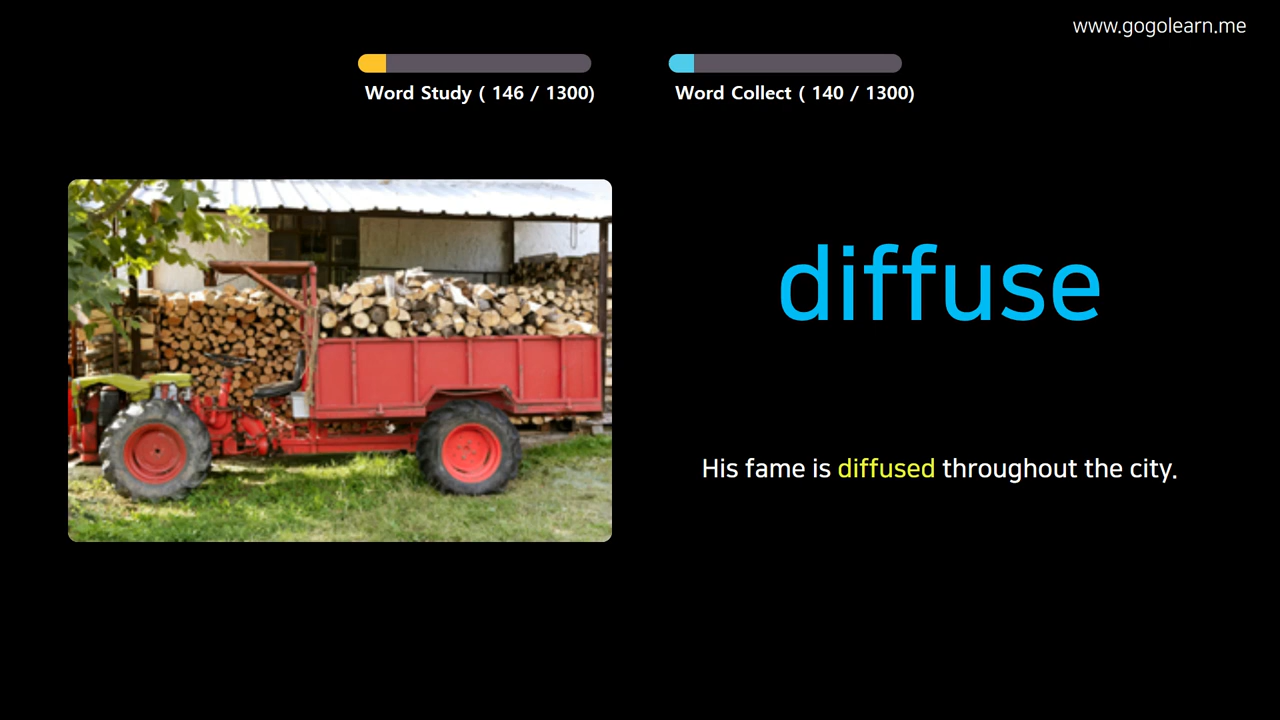 www.gogolearn.me
Word Study ( 146 / 1300)
Word Collect ( 140 / 1300)
diffuse
His fame is diffused throughout the city.